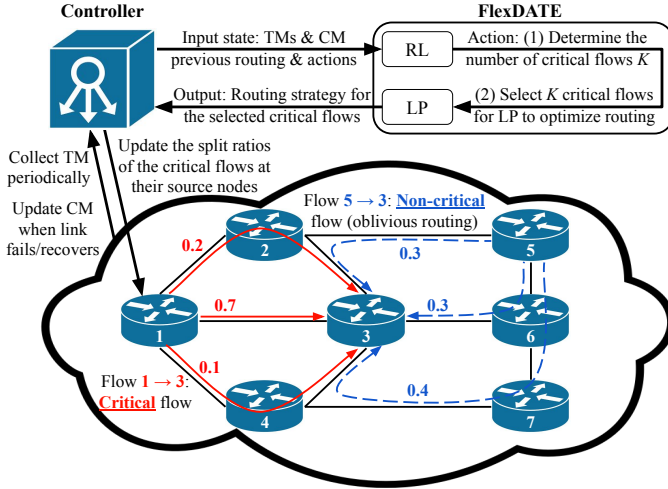 Controller
FlexDATE
Input state: TMs & CM
previous routing & actions
RL
Action: (1) Determine the
number of critical flows K
Output: Routing strategy for
the selected critical flows
LP
(2) Select K critical flows
for LP to optimize routing
Collect TM
periodically
Update the split ratios
of the critical flows at
their source nodes
Update CM
when link
fails/recovers
Flow 5 → 3: Non-critical
flow (oblivious routing)
0.2
2
0.3
5
0.7
0.3
1
3
6
0.1
0.4
Flow 1 → 3:
Critical flow
4
7